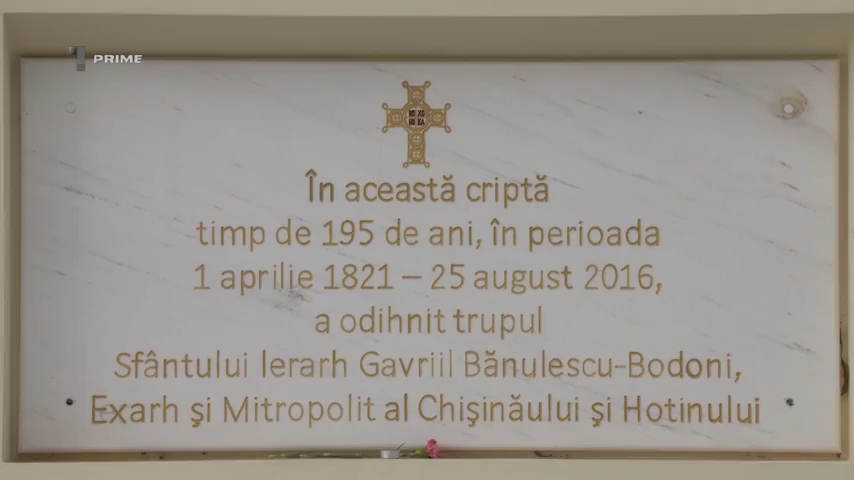 1 PRIME
În această criptă
timp de 195 de ani, în perioada
1 aprilie 1821 – 25 august 2016,
a odihnit trupul
Sfântului Ierarh Gavriil Bănulescu-Bodoni,
Exarh şi Mitropolit al Chişinăului şi Hotinului